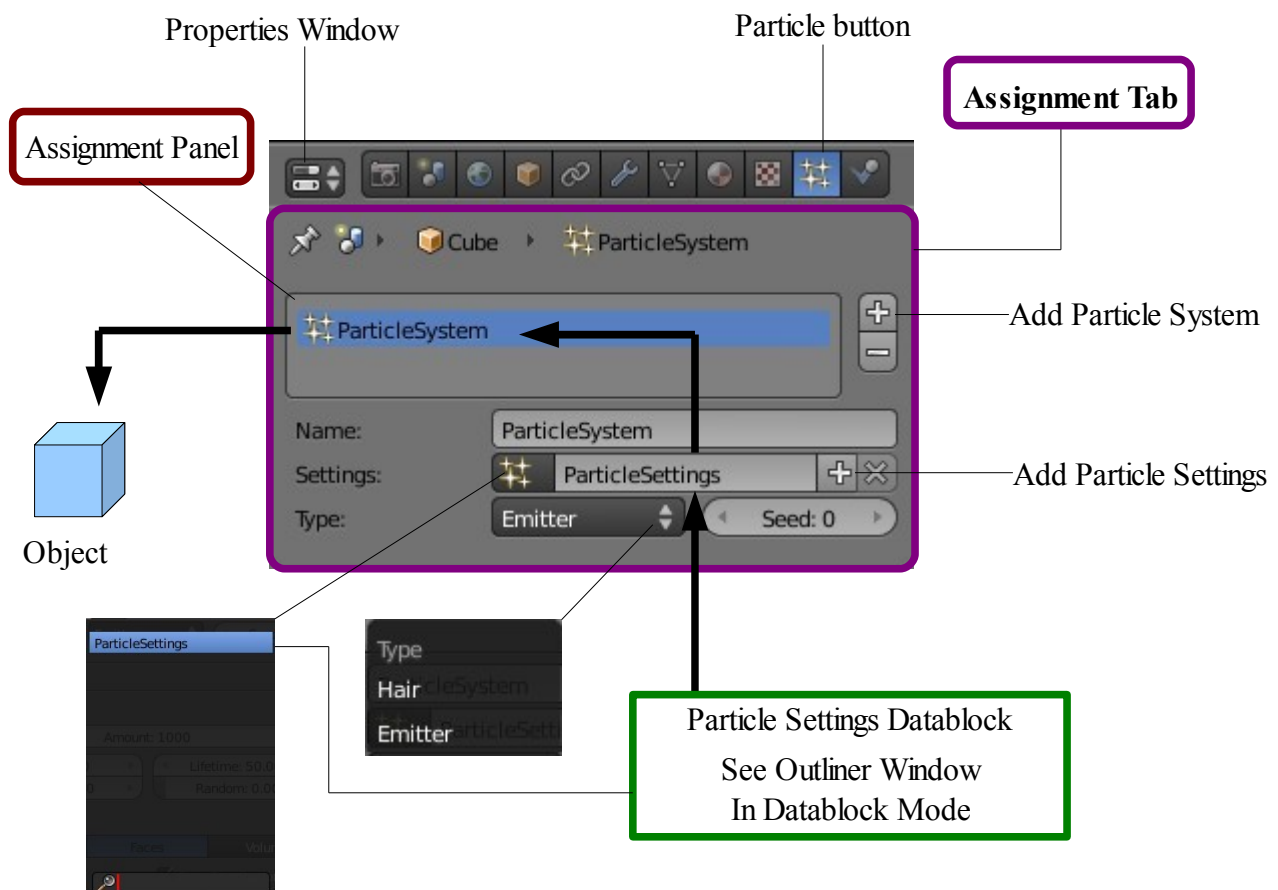 Properties Window
Particle button
Assignment Tab
Assignment Panel
Cube
ParticleSystem
ParticleSystem
Add Particle System
Name:
ParticleSystem
Settings:
ParticleSettings
Add Particle Settings
Type:
Emitter
Seed: 0
Object
ParticleSettings
Amount: 1000
Lifetime: 50.0
Random: 0.00
Faces
Volu
Type
Hair
Emitter
Particle Settings Datablock
See Outliner Window
In Datablock Mode